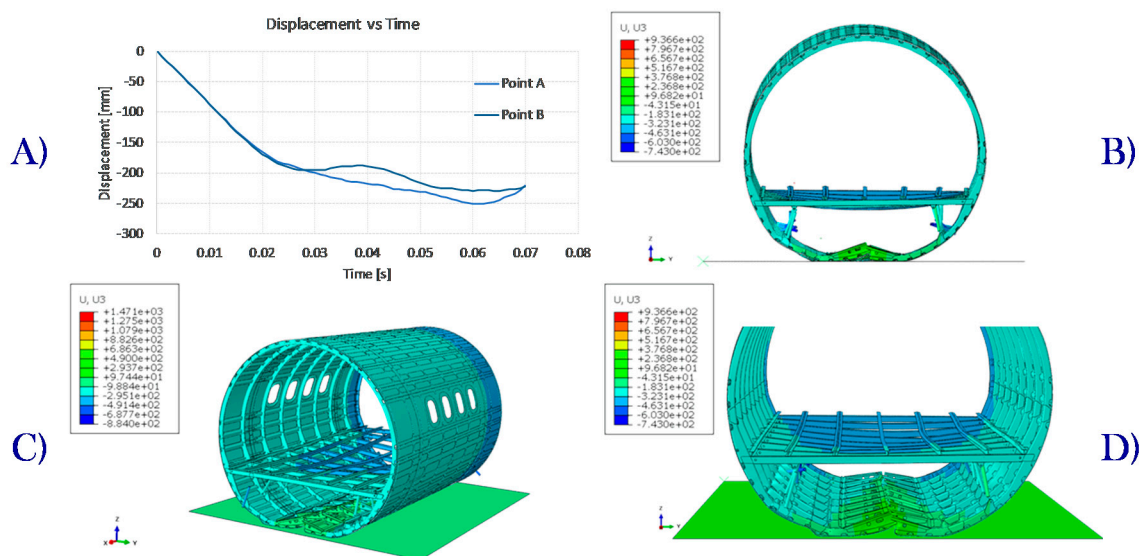 Displacement vs Time
0
-50
-100
-150
-200
-250
-300
Displacement [mm]
Point A
Point B
0
0.01
0.02
0.03
0.04
0.05
0.06
0.07
0.08
Time [s]
A)
U, U3
+9.366e+02
+7.967e+02
+6.567e+02
+5.167e+02
+3.768e+02
+2.368e+02
+9.682e+01
-4.315e+01
-1.831e+02
-3.231e+02
-4.631e+02
-6.030e+02
-7.430e+02
Z
Y
B)
U, U3
+1.471e+03
+1.275e+03
+1.079e+03
+8.826e+02
+6.863e+02
+4.900e+02
+2.937e+02
+9.744e+01
-9.884e+01
-2.951e+02
-4.914e+02
-6.877e+02
-8.840e+02
C)
Z
X
Y
U, U3
+9.366e+02
+7.967e+02
+6.567e+02
+5.167e+02
+3.768e+02
+2.368e+02
+9.682e+01
-4.315e+01
-1.831e+02
-3.231e+02
-4.631e+02
-6.030e+02
-7.430e+02
D)
Z
Y